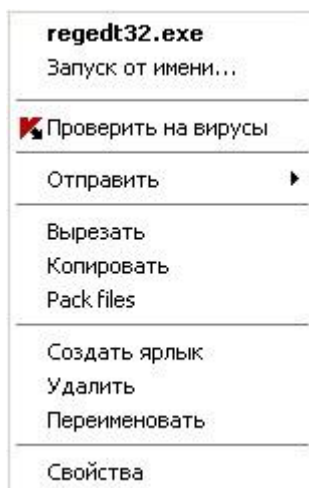 regedt32.exe
Запуск от имени...
Проверить на вирусы
Отправить
Вырезать
Копировать
Pack files
Создать ярлык
Удалить
Переименовать
Свойства